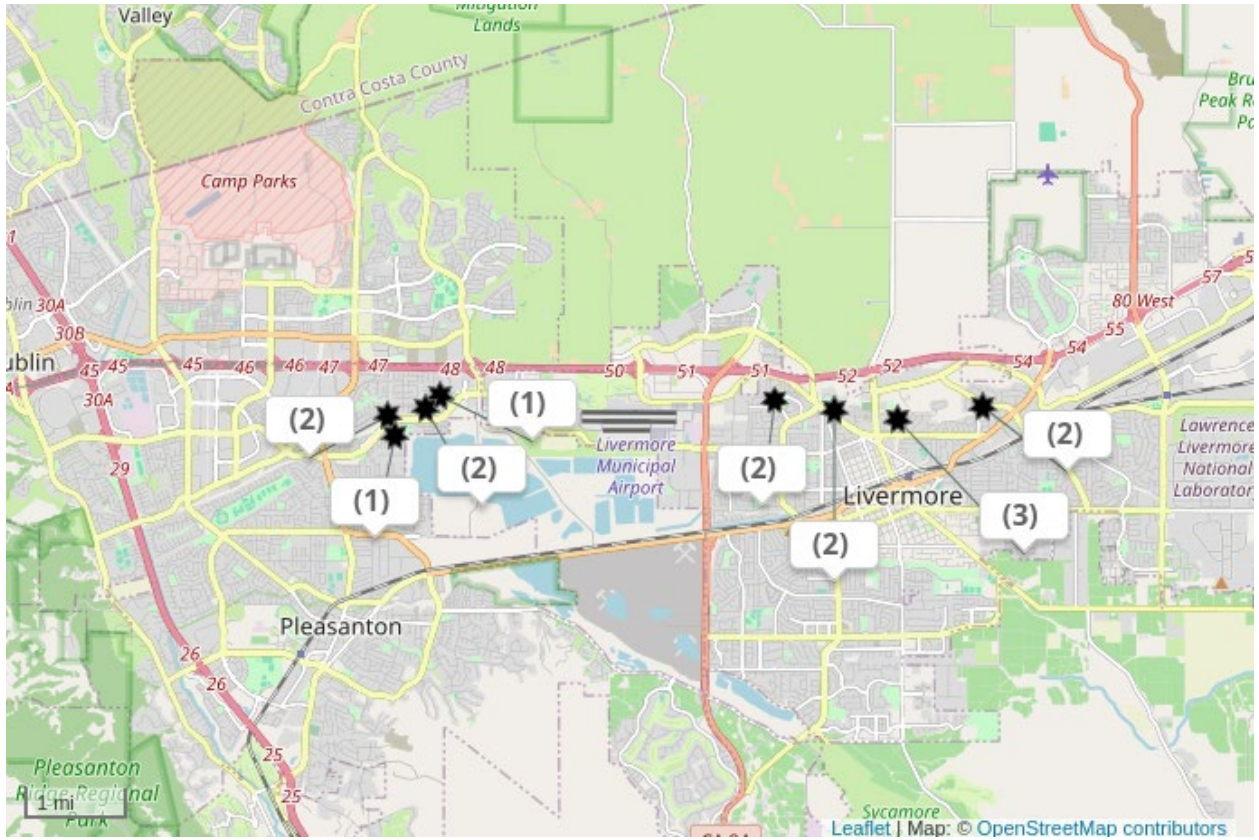 Valley
Mitigation
Lands
Contra Costa County
Camp Parks
30A
30B
45
45
45
46
46
47
47
48
48
50
51
51
52
52
54
54
55
57
80 West
30A
29
(2)
(1)
(2)
(1)
(2)
(2)
(3)
(2)
Livermore
Municipal
Airport
Livermore
Lawrence
Livermore
National
Pleasanton
26
26
25
25
Pleasanton
Ridge Regional
Park
1 mi
Sycamore
Leaflet | Map: © OpenStreetMap contributors